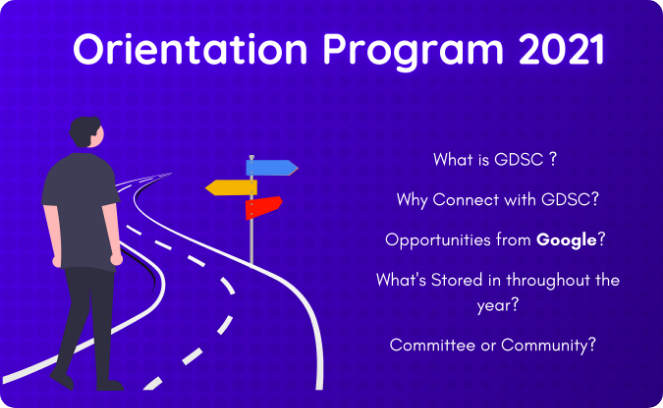 Orientation Program 2021
What is GDSC ?
Why Connect with GDSC?
Opportunities from Google?
What's Stored in throughout the
year?
Committee or Community?